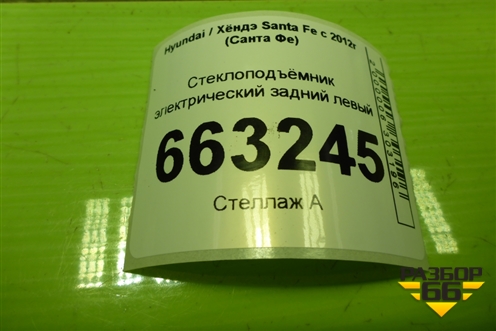 Hyundai / Хёндэ Santa Fe с 2012г
(Санта Фе)
Стеклоподъёмник
электрический задний левый
663245
Стеллаж А
РАЗБОР
66